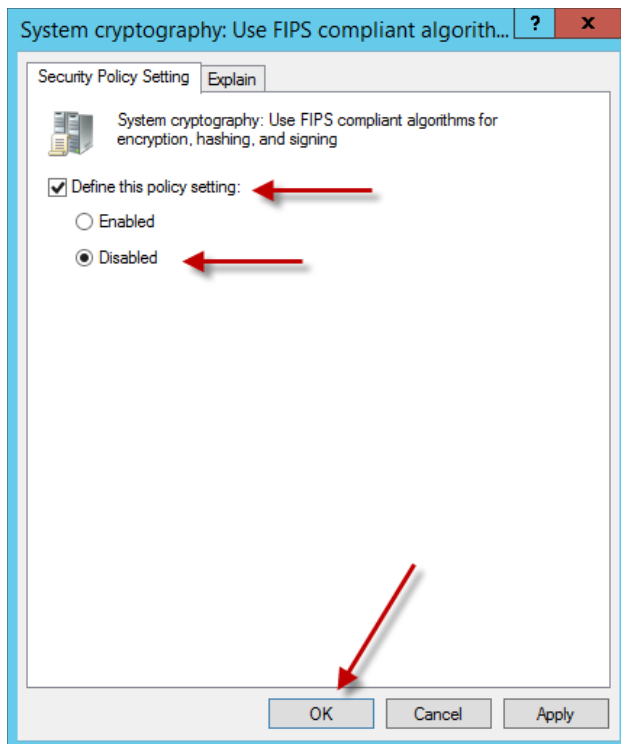 System cryptography: Use FIPS compliant algorith...
?
x
Security Policy Setting
Explain
System cryptography: Use FIPS compliant algorithms for
encryption, hashing, and signing
Define this policy setting:
Enabled
Disabled
OK
Cancel
Apply